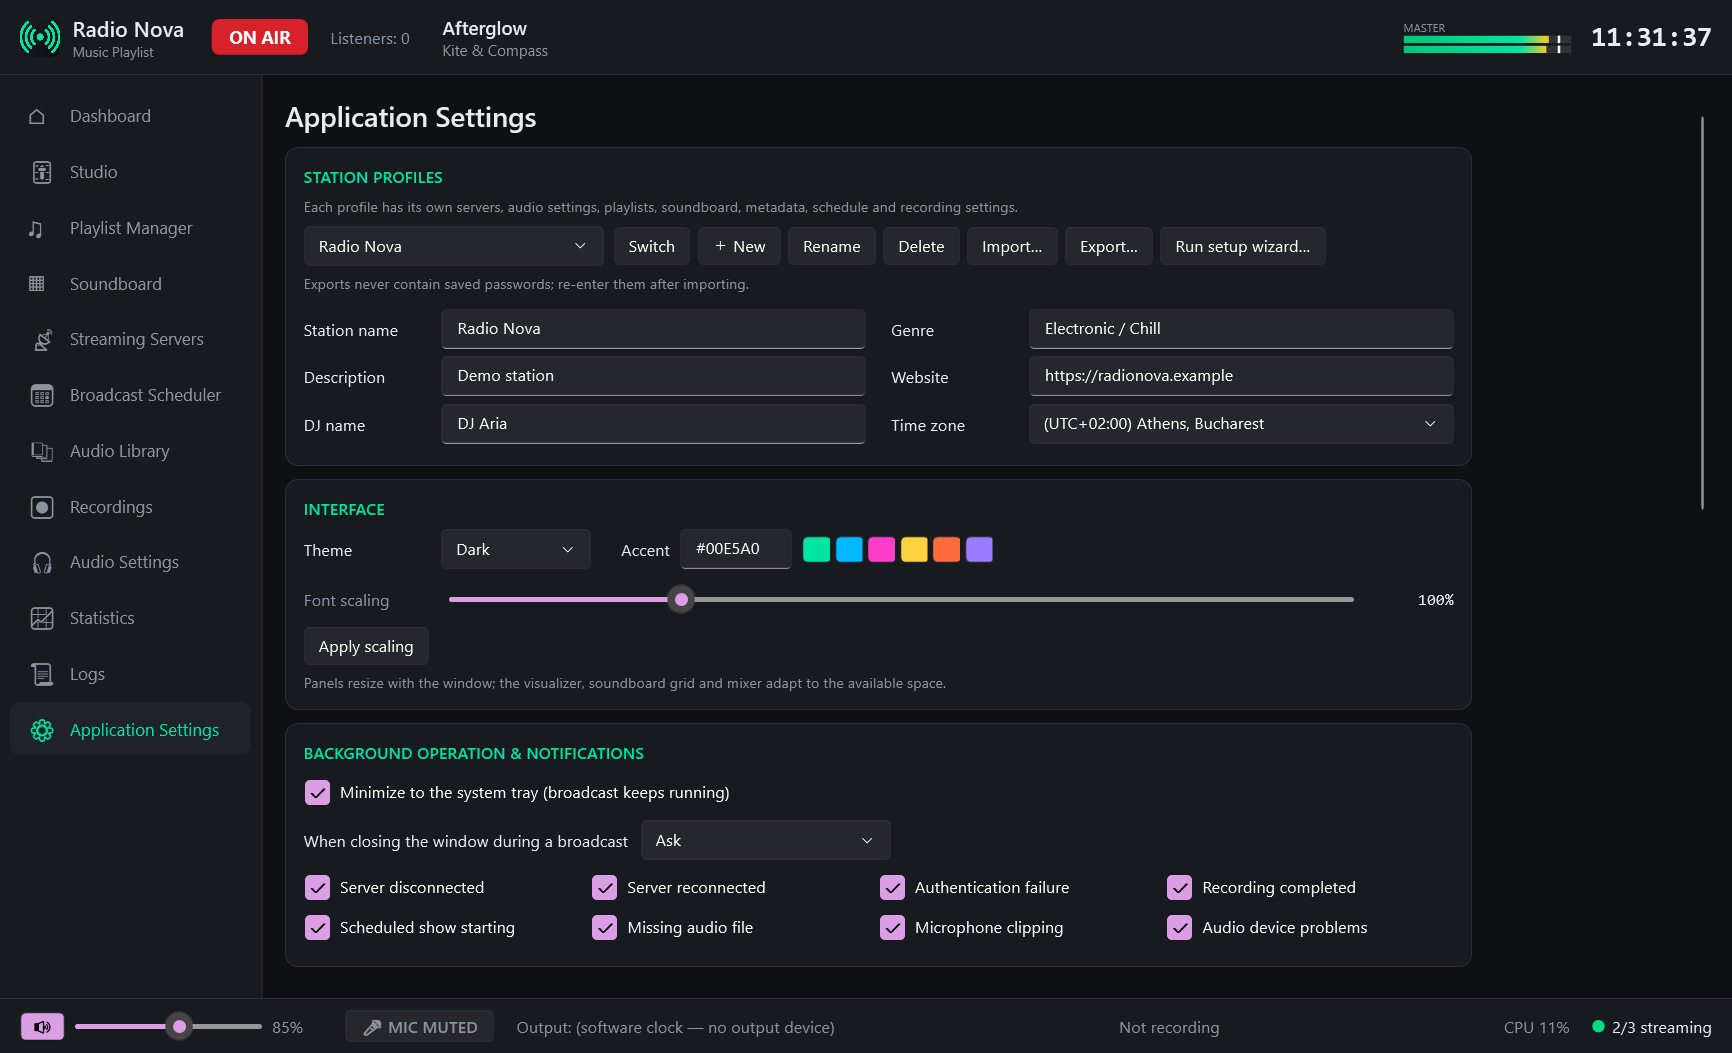 Radio Nova
Music Playlist
ON AIR
Listeners: 0
Afterglow
Kite & Compass
MASTER
11:31:37
Dashboard
Studio
Playlist Manager
Soundboard
Streaming Servers
Broadcast Scheduler
Audio Library
Recordings
Audio Settings
Statistics
Logs
Application Settings
Application Settings
STATION PROFILES
Each profile has its own servers, audio settings, playlists, soundboard, metadata, schedule and recording settings.
Radio Nova Switch + New Rename Delete Import... Export... Run setup wizard...
Exports never contain saved passwords; re-enter them after importing.
Station name Radio Nova Genre Electronic / Chill
Description Demo station Website https://radionova.example
DJ name DJ Aria Time zone (UTC+02:00) Athens, Bucharest
INTERFACE
Theme Dark Accent #00E5A0
Font scaling 100%
Apply scaling
Panels resize with the window; the visualizer, soundboard grid and mixer adapt to the available space.
BACKGROUND OPERATION & NOTIFICATIONS
Minimize to the system tray (broadcast keeps running)
When closing the window during a broadcast Ask
Server disconnected Server reconnected Authentication failure Recording completed
Scheduled show starting Missing audio file Microphone clipping Audio device problems
85% MIC MUTED Output: (software clock — no output device) Not recording CPU 11% 2/3 streaming